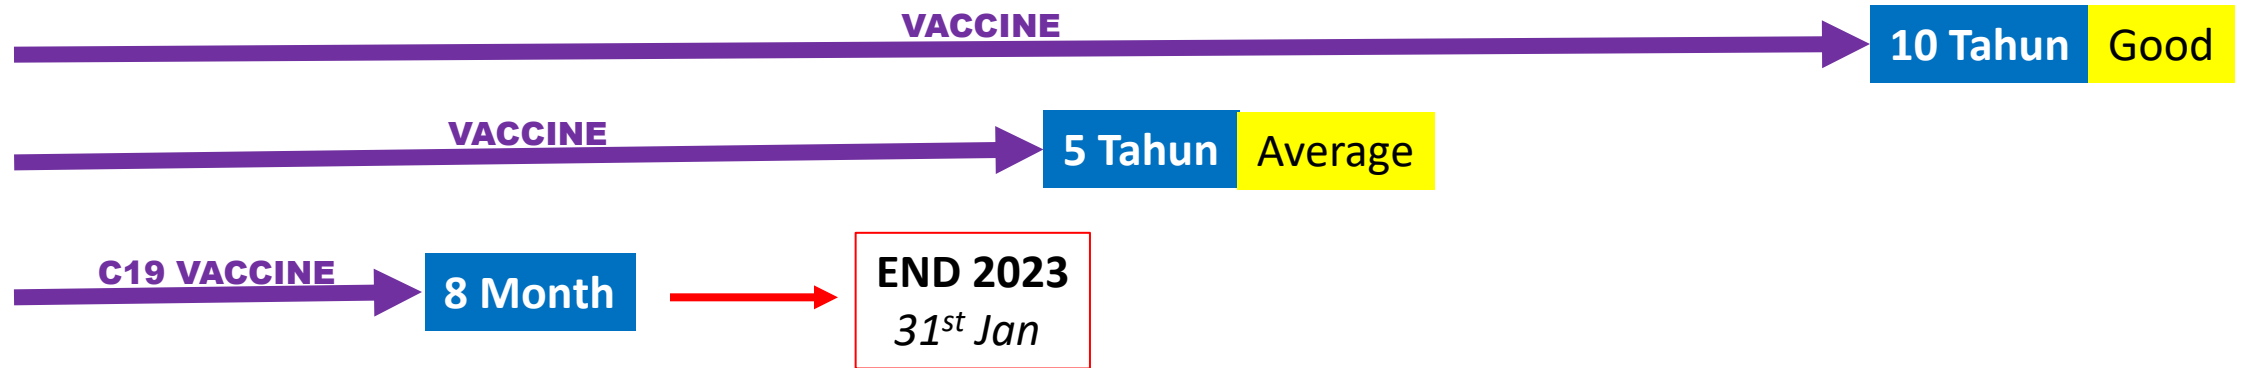 VACCINE
10 Tahun Good
VACCINE
5 Tahun Average
C19 VACCINE
8 Month
END 2023
31st Jan